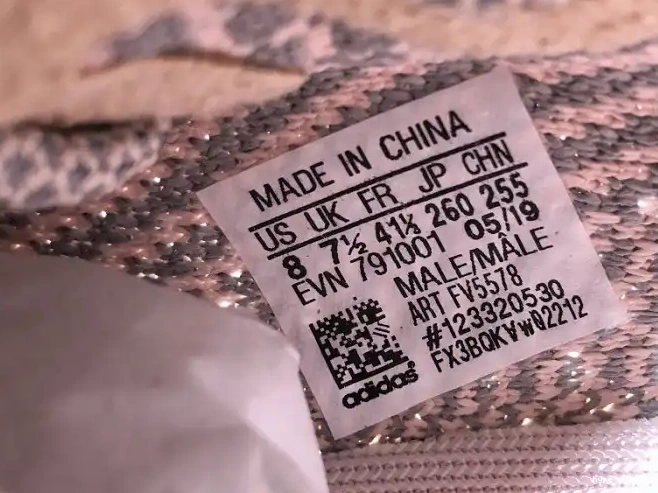 MADE IN CHINA
US UK FR JP CHN
8 7½ 41⅓ 260 255
EVN 791001 05/19
MALE/MALE
ART FV5578
#123320530
adidas